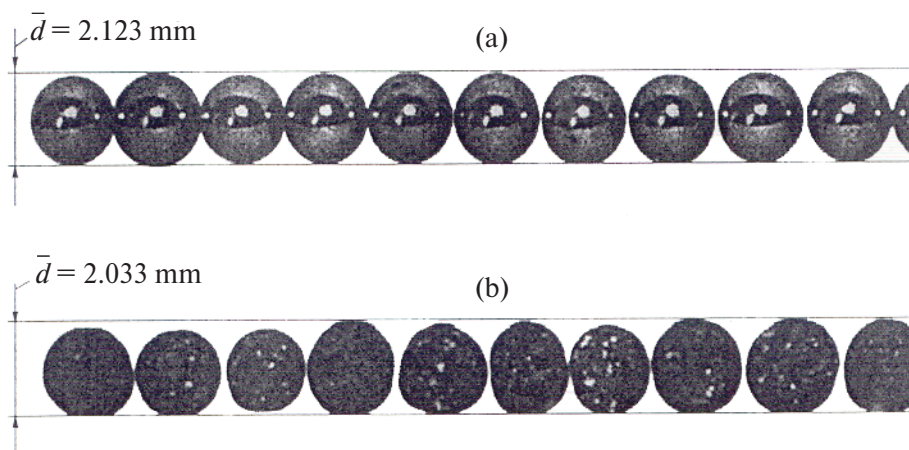 d̅ = 2.123 mm
(a)
d̅ = 2.033 mm
(b)